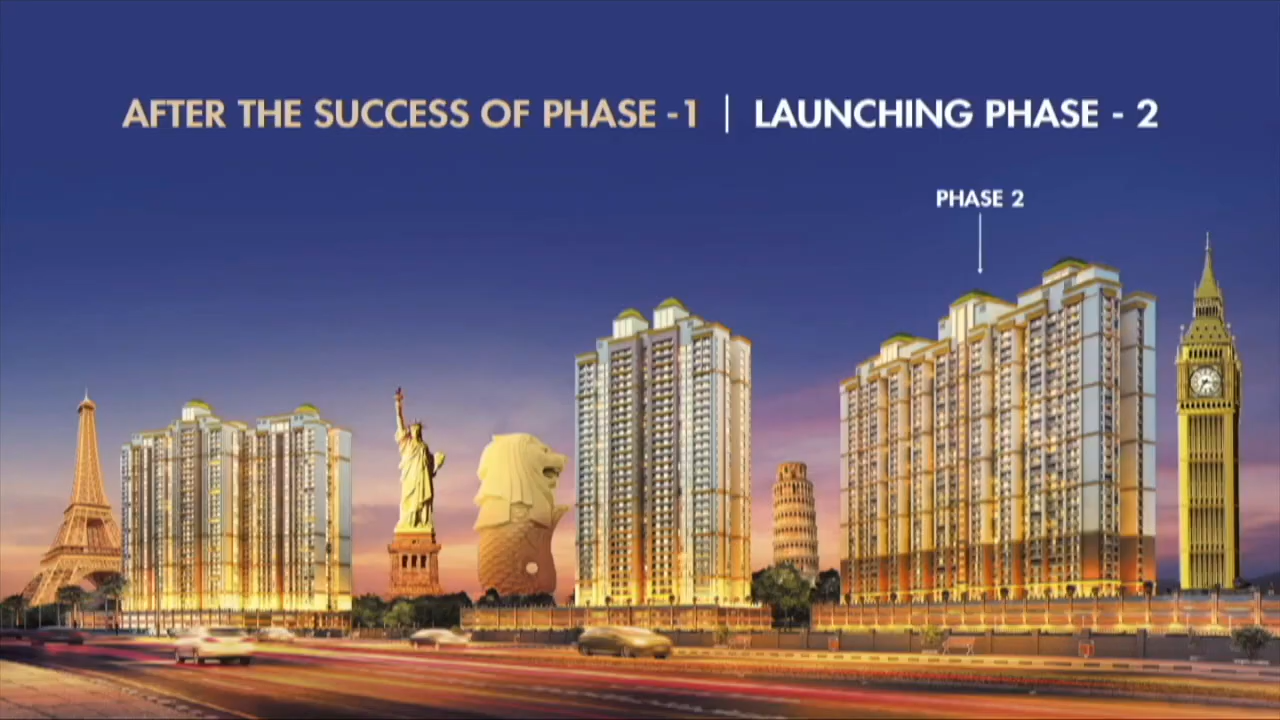 AFTER THE SUCCESS OF PHASE -1 | LAUNCHING PHASE - 2
PHASE 2